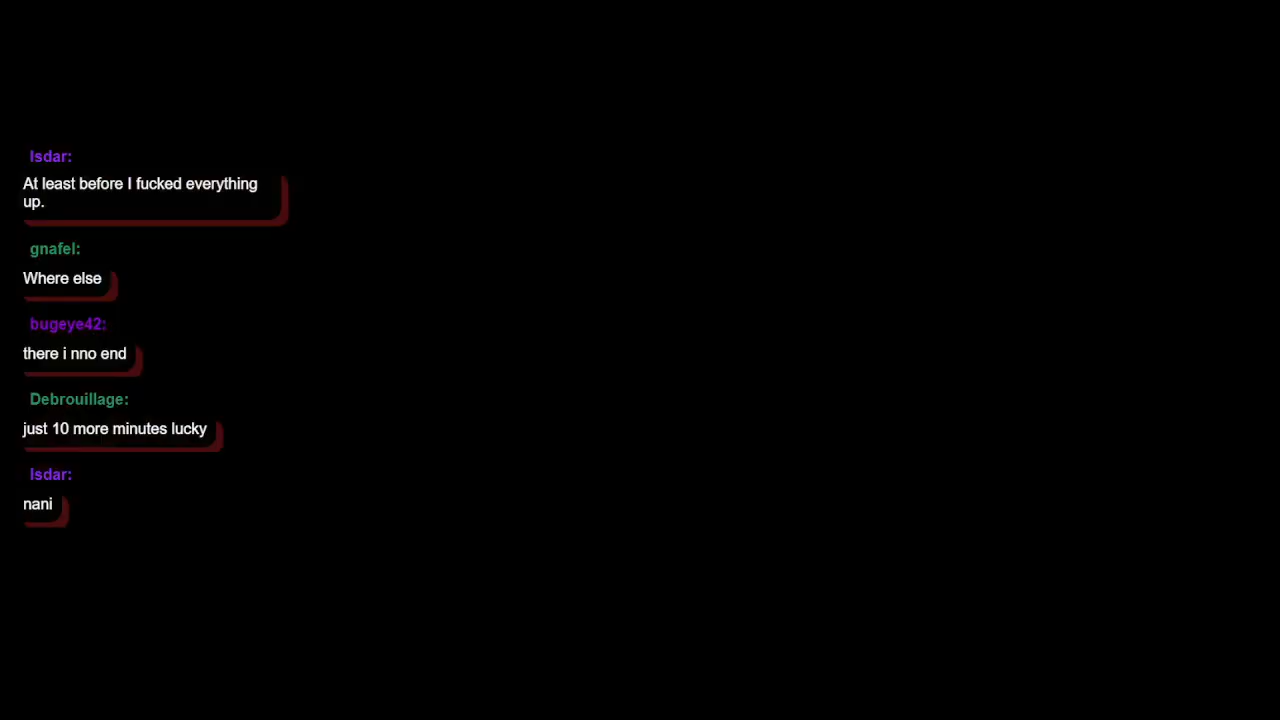 Isdar:
At least before I fucked everything
up.
gnafel:
Where else
bugeye42:
there i nno end
Debrouillage:
just 10 more minutes lucky
Isdar:
nani